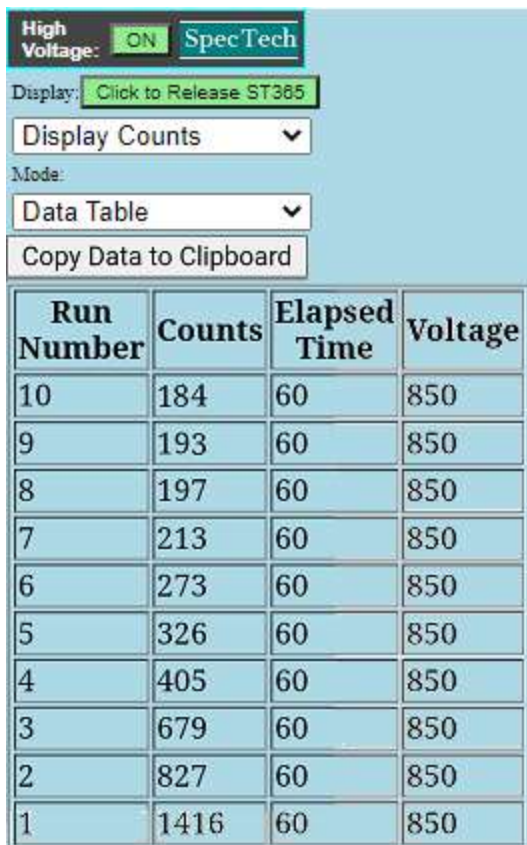 High Voltage: ON SpecTech
Display: Click to Release ST365
Display Counts
Mode:
Data Table
Copy Data to Clipboard
Run Number Counts Elapsed Time Voltage
10 184 60 850
9 193 60 850
8 197 60 850
7 213 60 850
6 273 60 850
5 326 60 850
4 405 60 850
3 679 60 850
2 827 60 850
1 1416 60 850